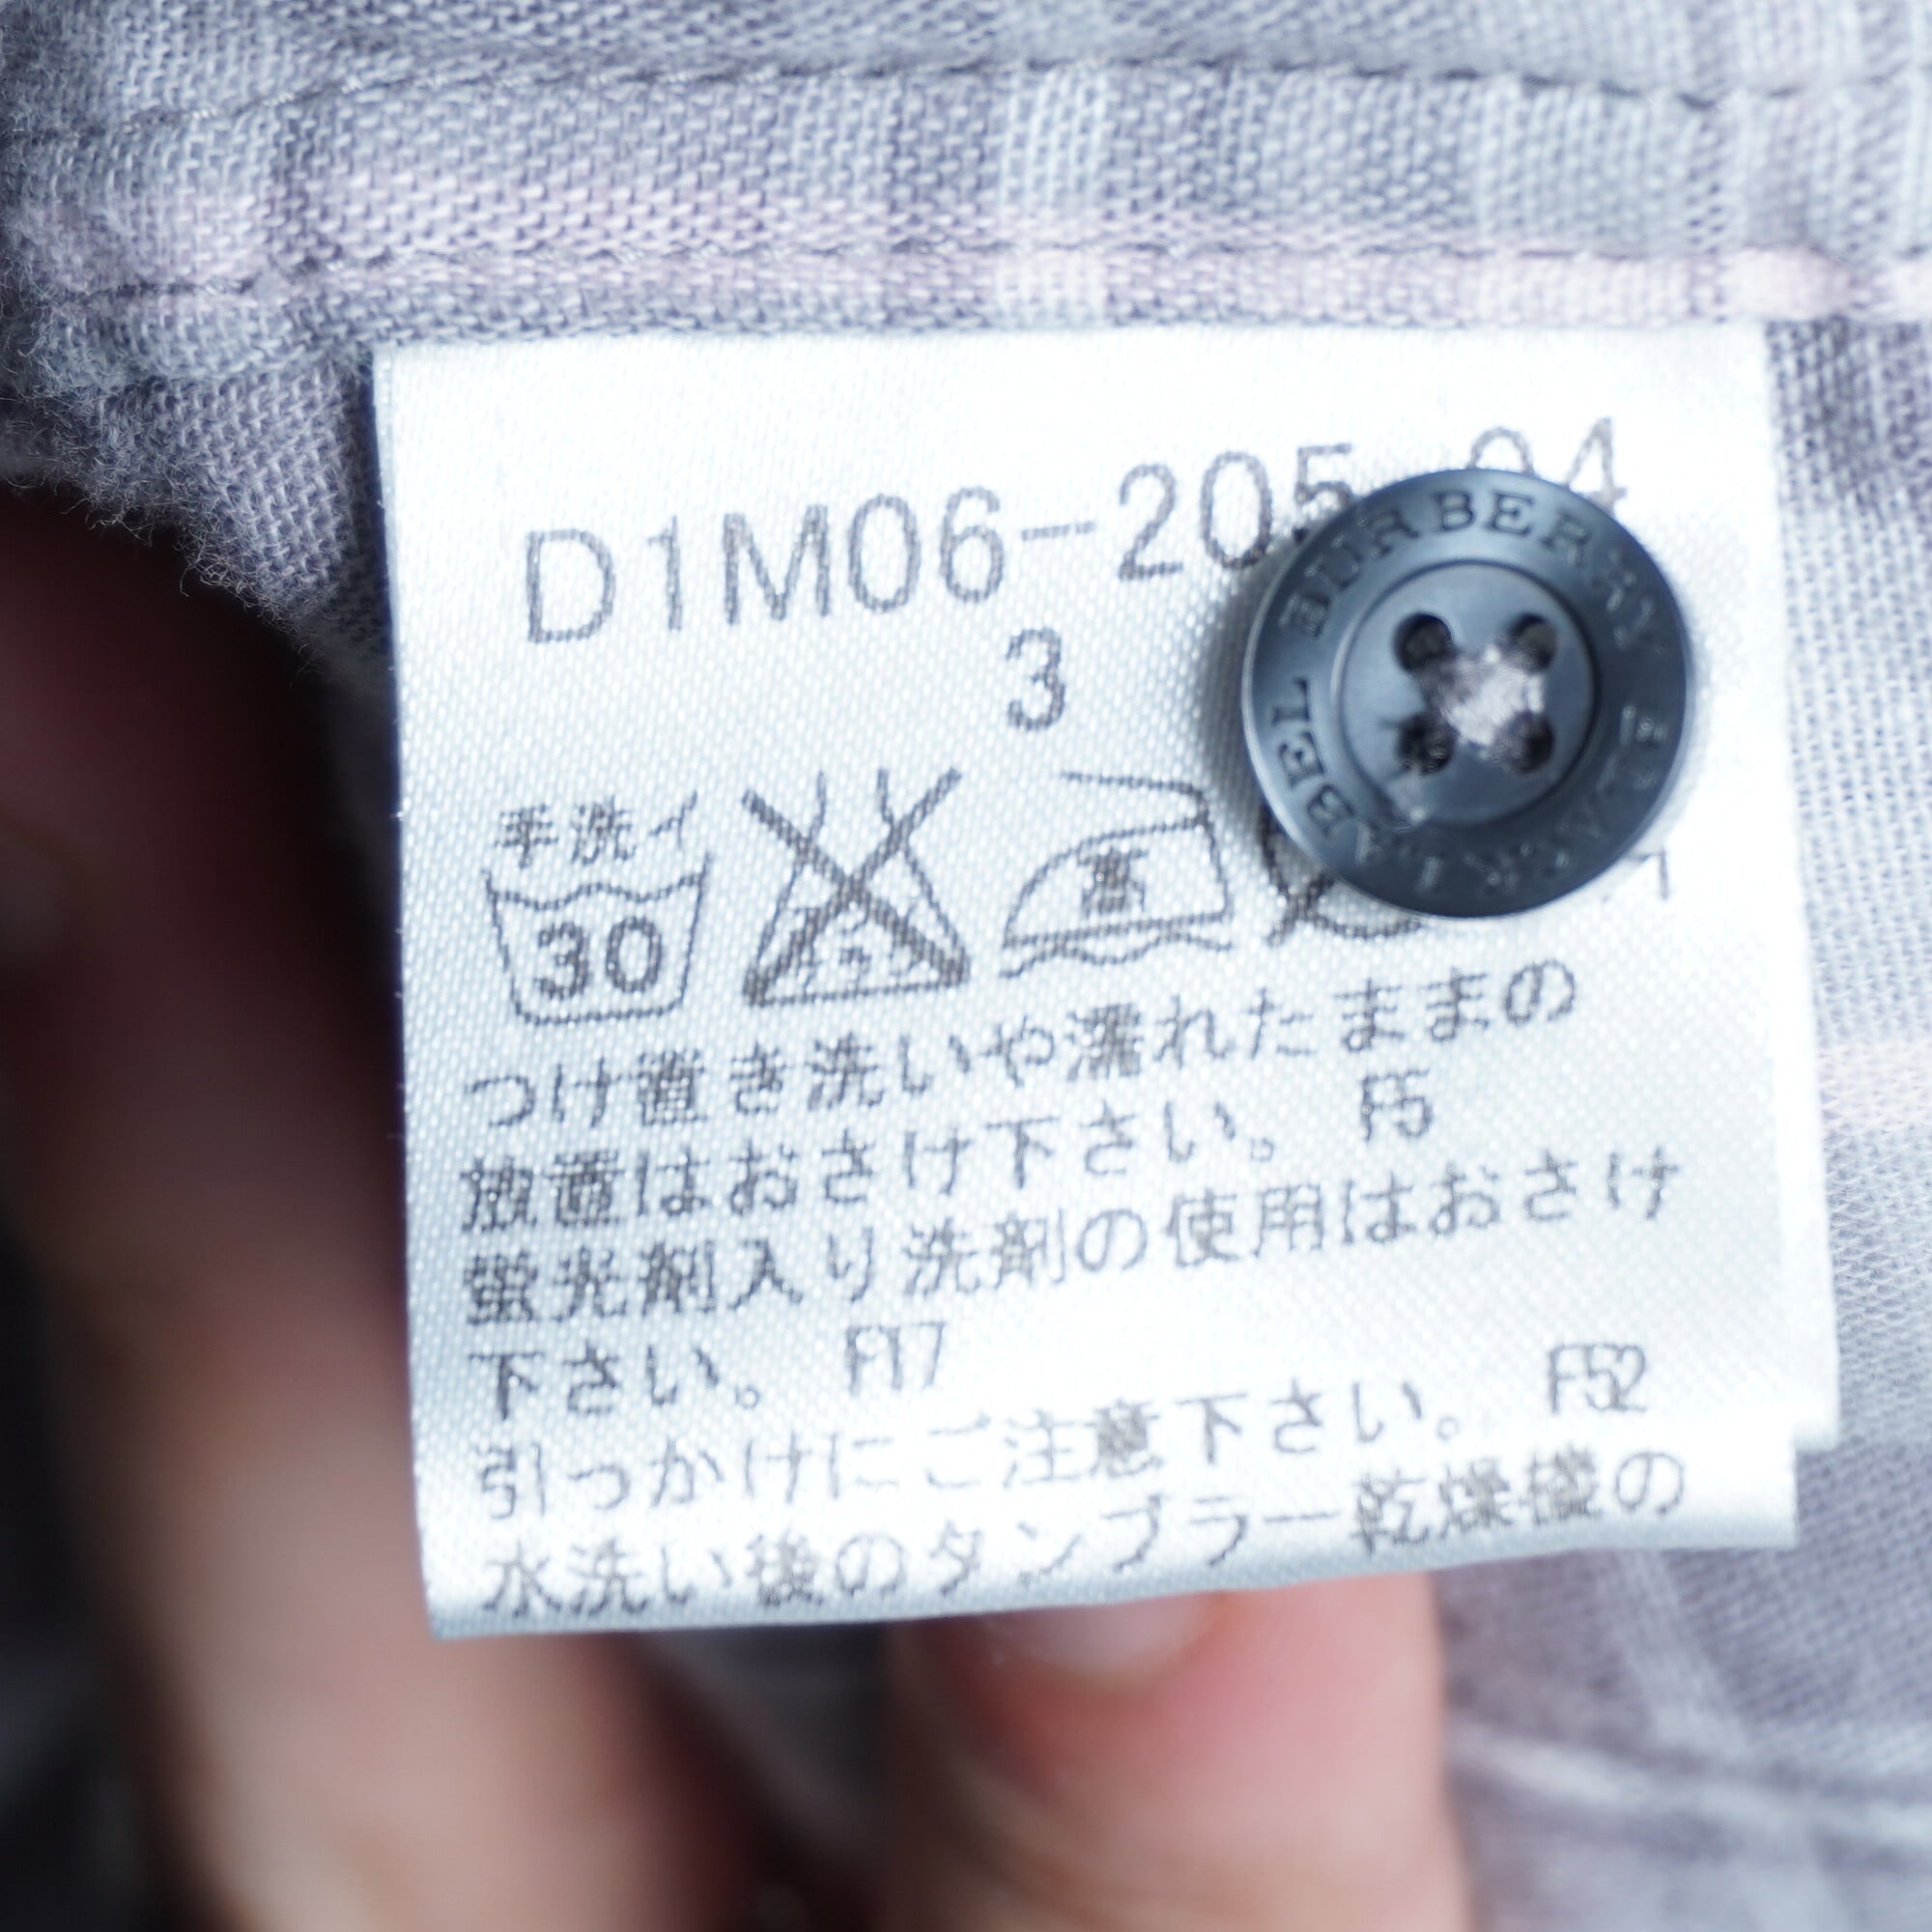 D1M06-205 04
3
手洗イ
30
高
つけ置き洗いや濡れたままの
放置はおさけ下さい。 F5
蛍光剤入り洗剤の使用はおさけ
下さい。 F17
引っかけにご注意下さい。 F52
水洗い後のタンブラー乾燥機の
BURBERRY BLACK LABEL